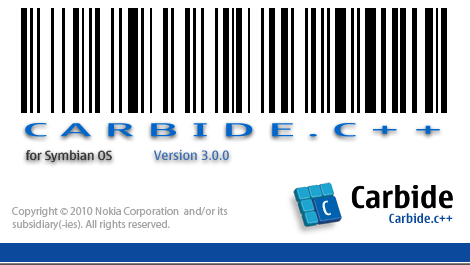 CARBIDE.C++
for Symbian OS Version 3.0.0
Copyright © 2010 Nokia Corporation and/or its
subsidiary(-ies). All rights reserved.
C
Carbide
Carbide.c++